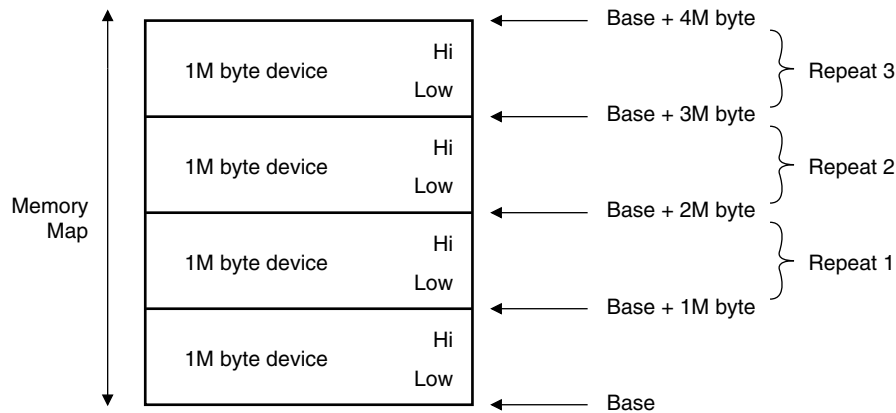 Base + 4M byte
Hi
1M byte device
Repeat 3
Low
Base + 3M byte
Hi
1M byte device
Repeat 2
Low
Memory
Map
Base + 2M byte
Hi
1M byte device
Repeat 1
Low
Base + 1M byte
Hi
1M byte device
Low
Base